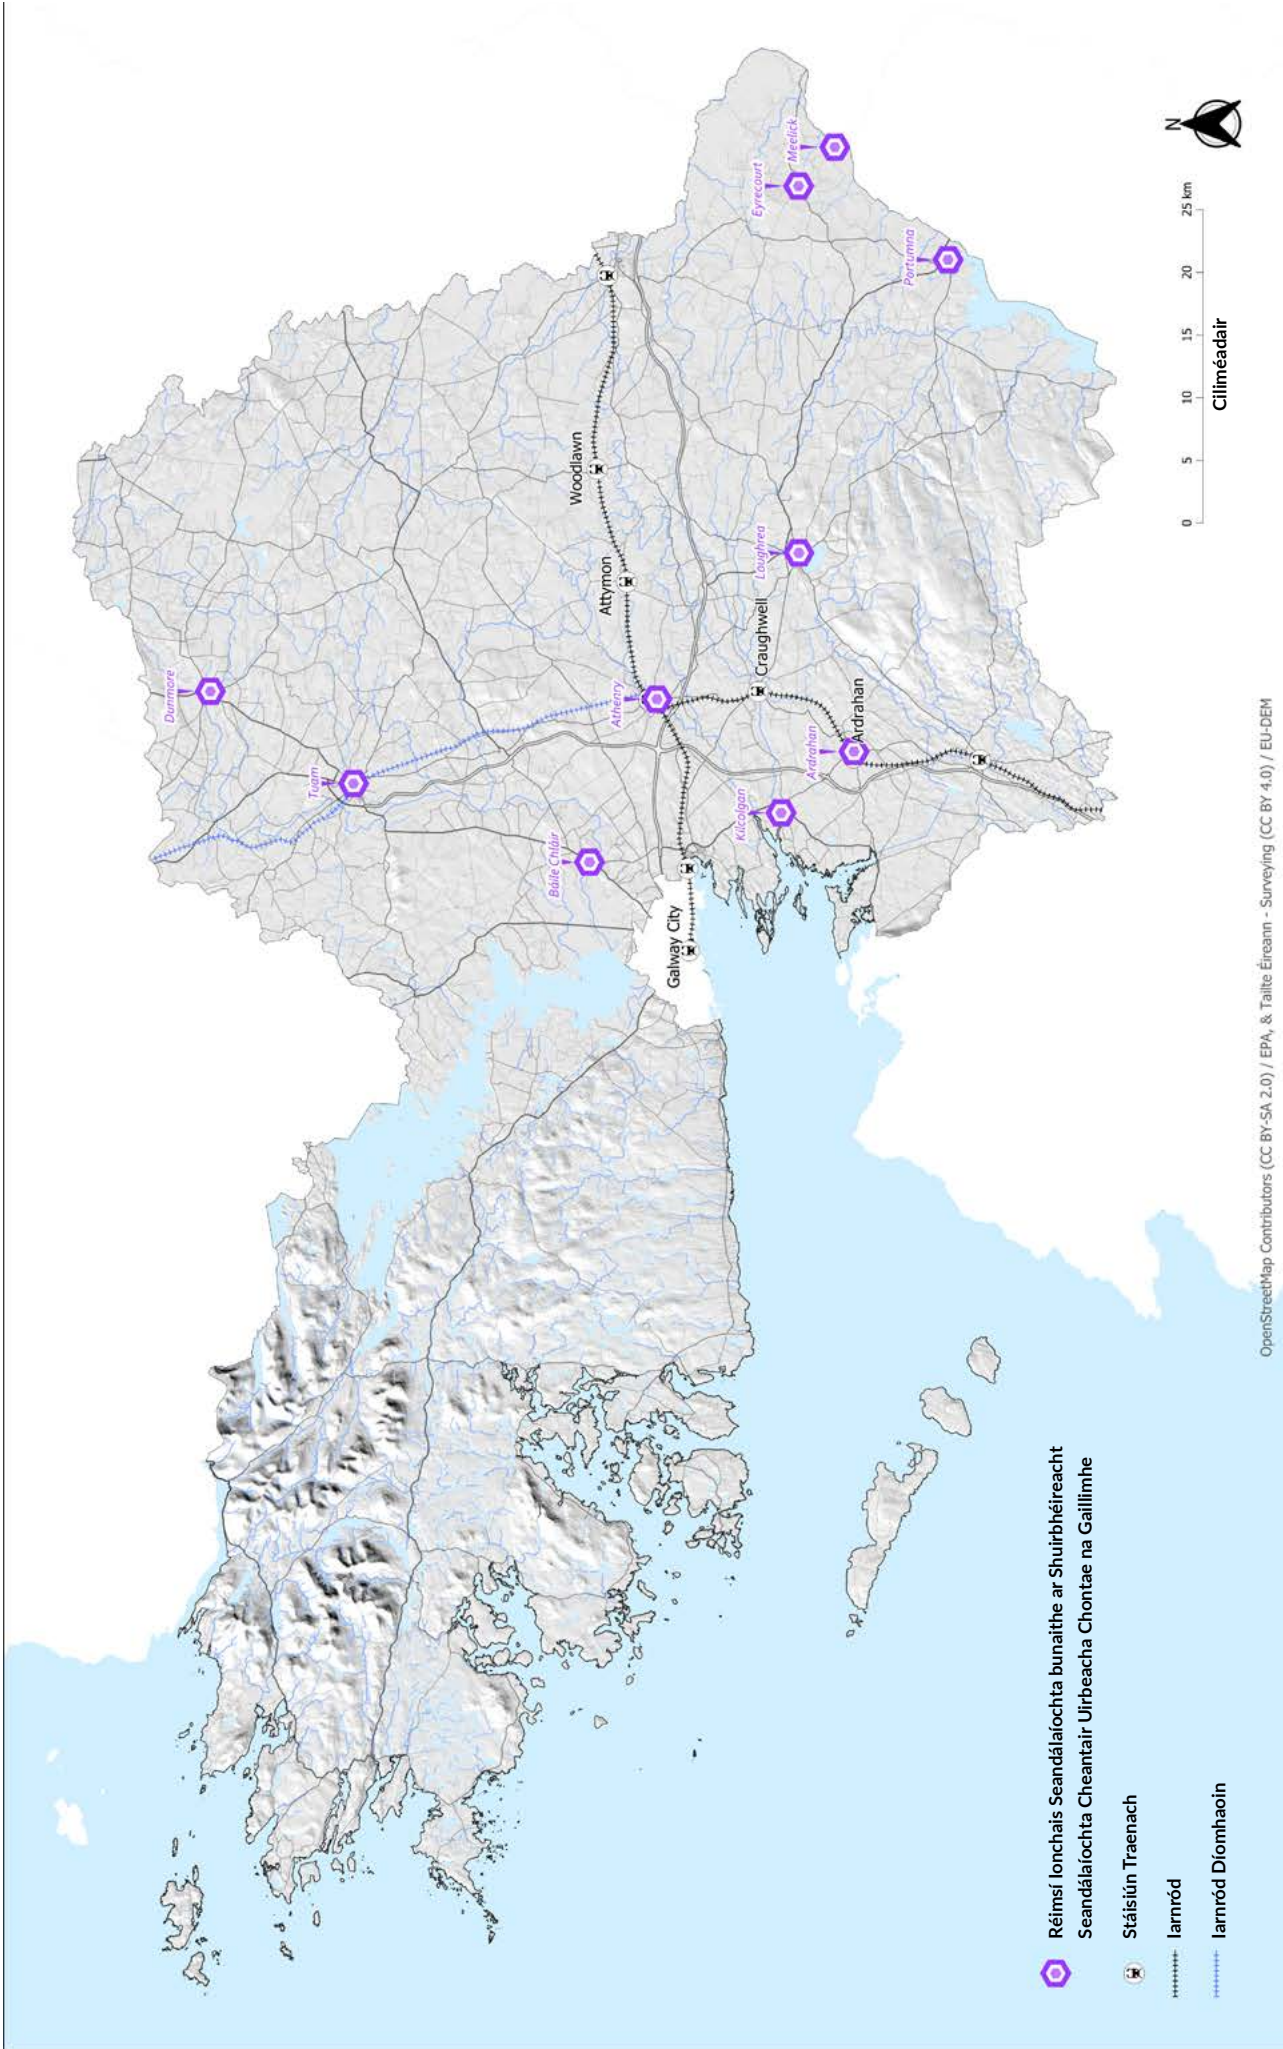 Dunmore
Tuam
Baile Chláir
Athenry
Attymon
Woodlawn
Galway City
Kilcolgan
Ardrahan
Ardrahan
Craughwell
Loughrea
Eyrecourt
Meelick
Portumna
N
0 5 10 15 20 25 km
Ciliméadair
Réimsí Ionchais Seandálaíochta bunaithe ar Shuirbhéireacht
Seandálaíochta Cheantair Uirbeacha Chontae na Gaillimhe
Stáisiún Traenach
Iarnród
Iarnród Díomhaoin
OpenStreetMap Contributors (CC BY-SA 2.0) / EPA, & Tailte Éireann - Surveying (CC BY 4.0) / EU-DEM